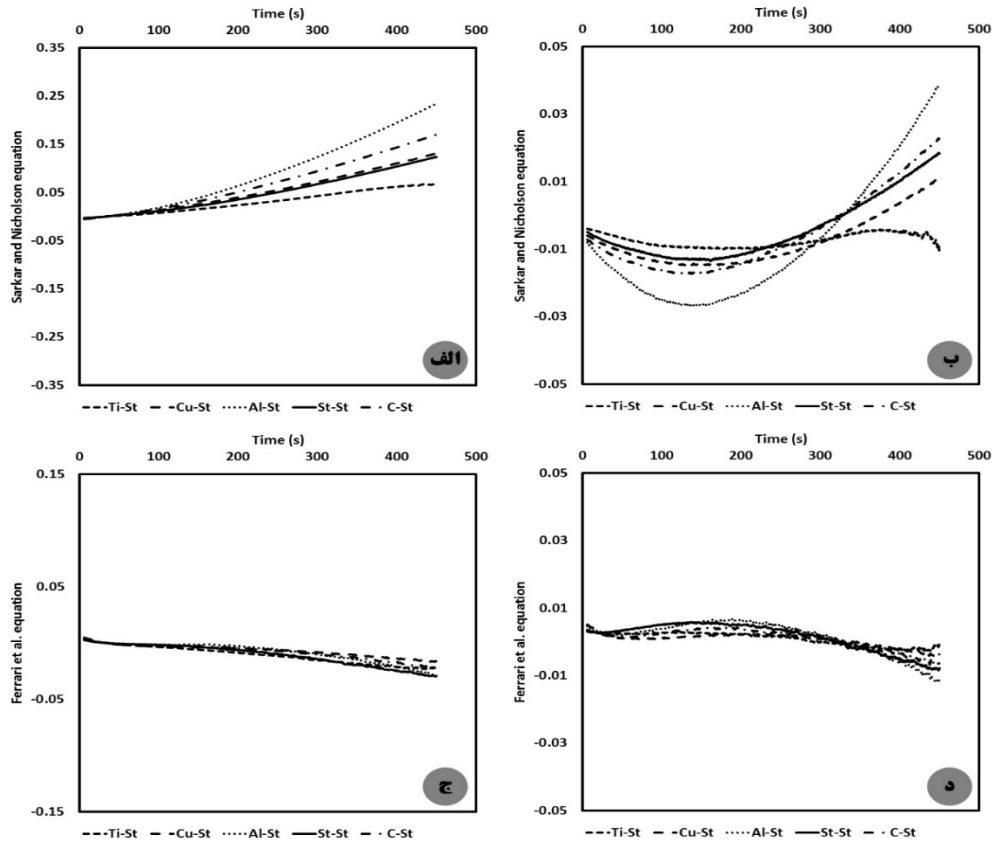 Time (s)
0 100 200 300 400 500
0.35
0.25
0.15
0.05
-0.05
-0.15
-0.25
-0.35
Sarkar and Nicholson equation
الف
Ti-St Cu-St Al-St St-St C-St
Time (s)
0 100 200 300 400 500
0.05
0.03
0.01
-0.01
-0.03
-0.05
Sarkar and Nicholson equation
ب
Ti-St Cu-St Al-St St-St C-St
Time (s)
0 100 200 300 400 500
0.15
0.05
-0.05
-0.15
Ferrari et al. equation
ج
Ti-St Cu-St Al-St St-St C-St
Time (s)
0 100 200 300 400 500
0.05
0.03
0.01
-0.01
-0.03
-0.05
Ferrari et al. equation
د
Ti-St Cu-St Al-St St-St C-St